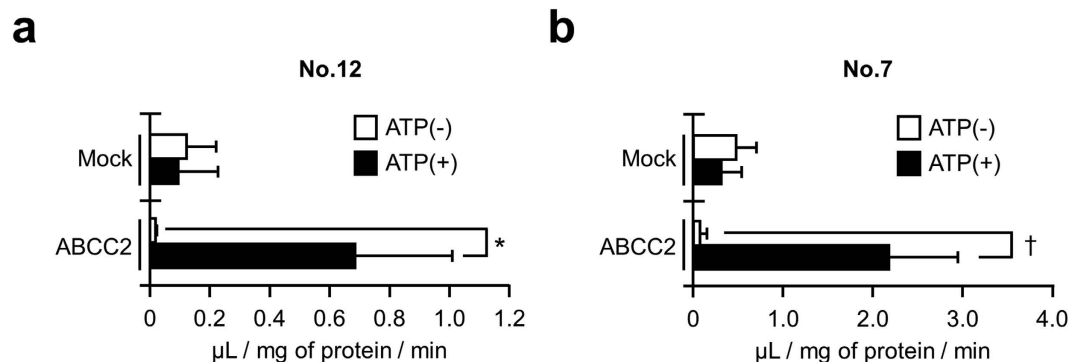 a
No.12
ATP(-)
ATP(+)
Mock
ABCC2
*
0 0.2 0.4 0.6 0.8 1.0 1.2
µL / mg of protein / min
b
No.7
ATP(-)
ATP(+)
Mock
ABCC2
†
0 1.0 2.0 3.0 4.0
µL / mg of protein / min